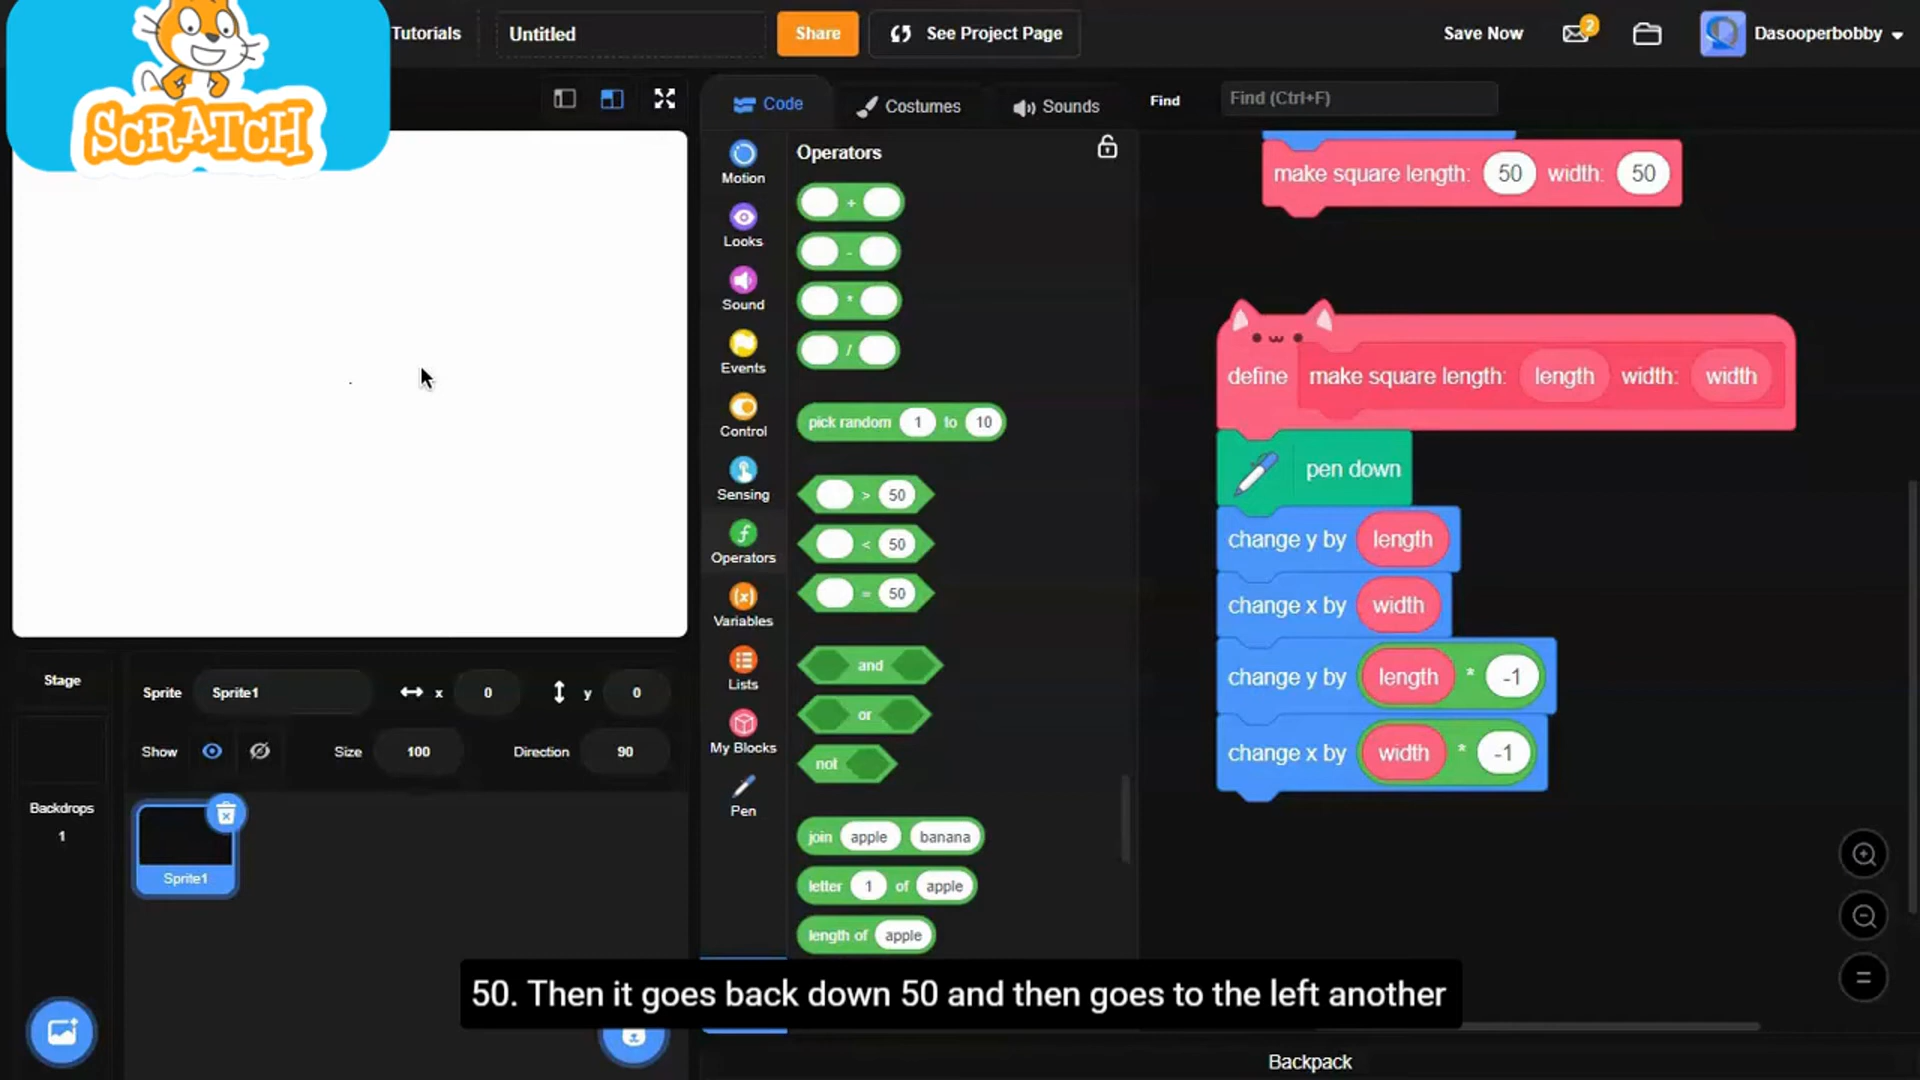 SCRATCH
Tutorials
Untitled
Share
See Project Page
Save Now
2
Dasooperbobby
Code
Costumes
Sounds
Find
Find (Ctrl+F)
Motion
Looks
Sound
Events
Control
Sensing
Operators
Variables
Lists
My Blocks
Pen
Operators
+
-
*
/
pick random 1 to 10
> 50
< 50
= 50
and
or
not
join apple banana
letter 1 of apple
length of apple
make square length: 50 width: 50
define make square length: length width: width
pen down
change y by length
change x by width
change y by length * -1
change x by width * -1
Stage
Sprite Sprite1 x 0 y 0
Show Size 100 Direction 90
Backdrops
1
Sprite1
50. Then it goes back down 50 and then goes to the left another
Backpack